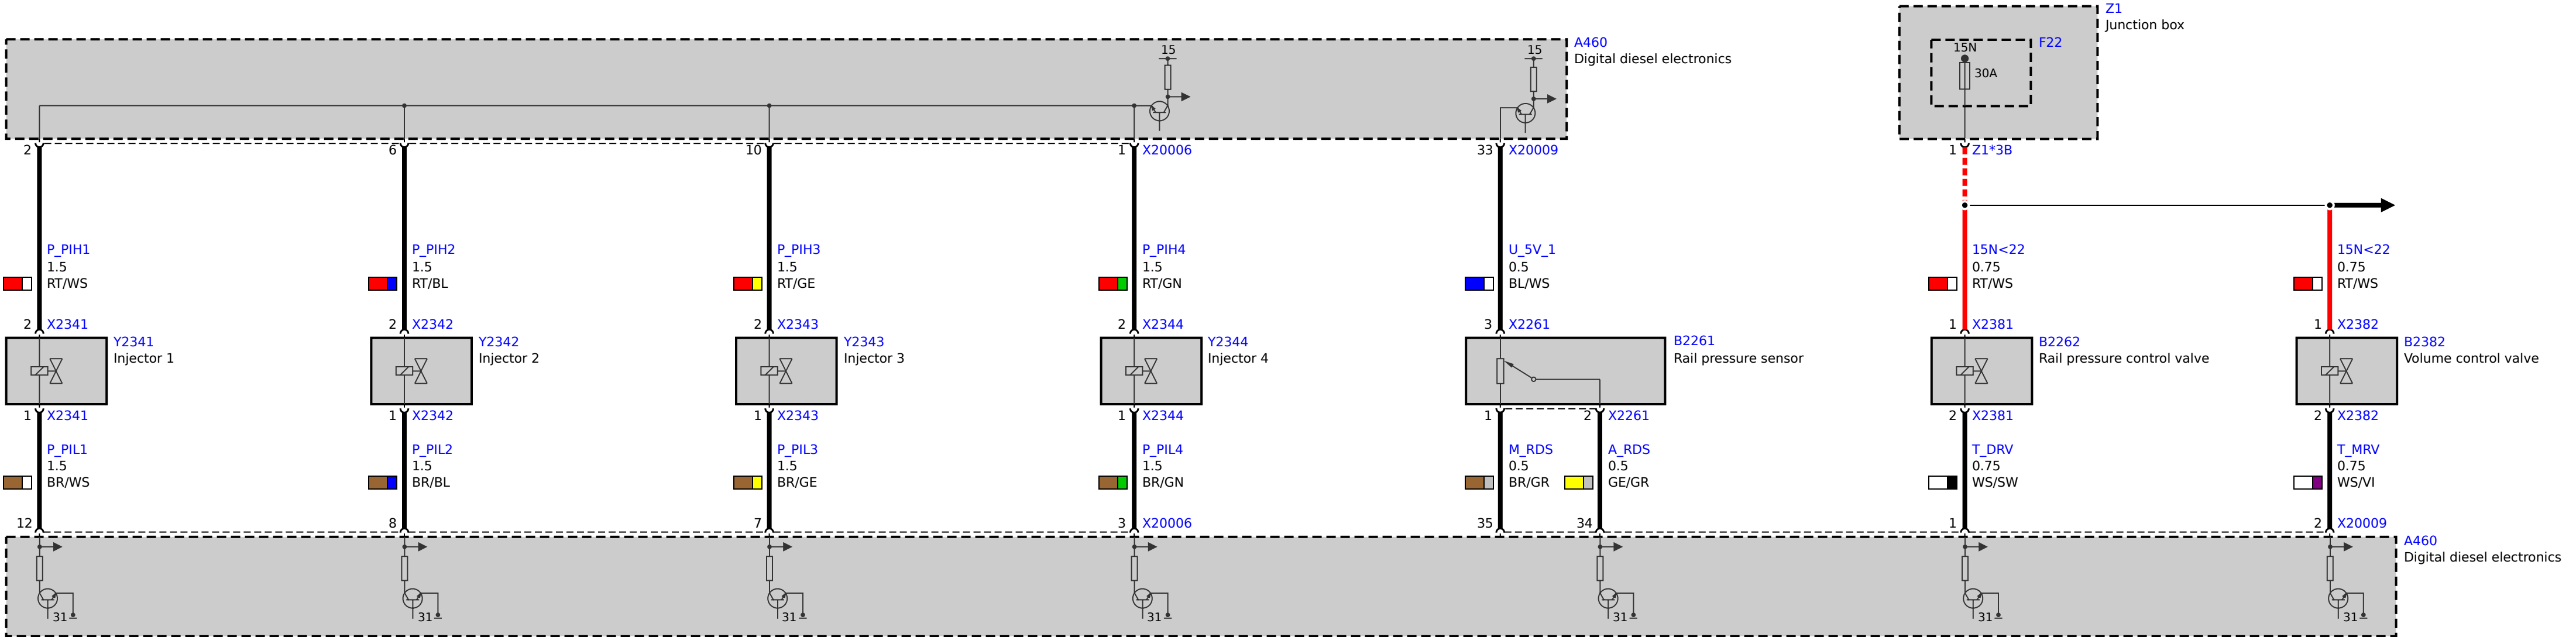 Z1
Junction box
A460
Digital diesel electronics
15
15
15N
F22
30A
2
6
10
1
X20006
33
X20009
1
Z1*3B
P_PIH1
1.5
RT/WS
P_PIH2
1.5
RT/BL
P_PIH3
1.5
RT/GE
P_PIH4
1.5
RT/GN
U_5V_1
0.5
BL/WS
15N<22
0.75
RT/WS
15N<22
0.75
RT/WS
2
X2341
2
X2342
2
X2343
2
X2344
3
X2261
1
X2381
1
X2382
Y2341
Injector 1
Y2342
Injector 2
Y2343
Injector 3
Y2344
Injector 4
B2261
Rail pressure sensor
B2262
Rail pressure control valve
B2382
Volume control valve
1
X2341
1
X2342
1
X2343
1
X2344
1
2
X2261
2
X2381
2
X2382
P_PIL1
1.5
BR/WS
P_PIL2
1.5
BR/BL
P_PIL3
1.5
BR/GE
P_PIL4
1.5
BR/GN
M_RDS
0.5
BR/GR
A_RDS
0.5
GE/GR
T_DRV
0.75
WS/SW
T_MRV
0.75
WS/VI
12
8
7
3
X20006
35
34
1
2
X20009
A460
Digital diesel electronics
31
31
31
31
31
31
31